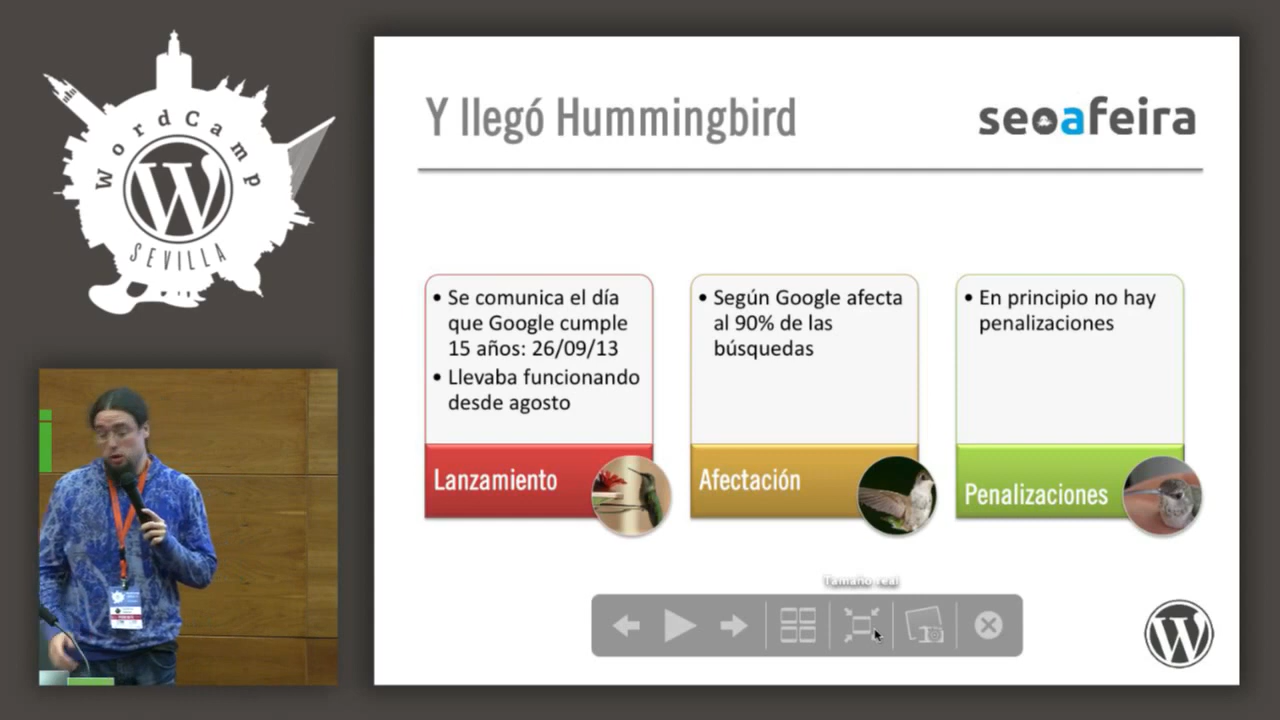 WordCamp
SEVILLA
Y llegó Hummingbird
seoafeira
• Se comunica el día
que Google cumple
15 años: 26/09/13
• Llevaba funcionando
desde agosto
Lanzamiento
• Según Google afecta
al 90% de las
búsquedas
Afectación
• En principio no hay
penalizaciones
Penalizaciones
Tamaño real